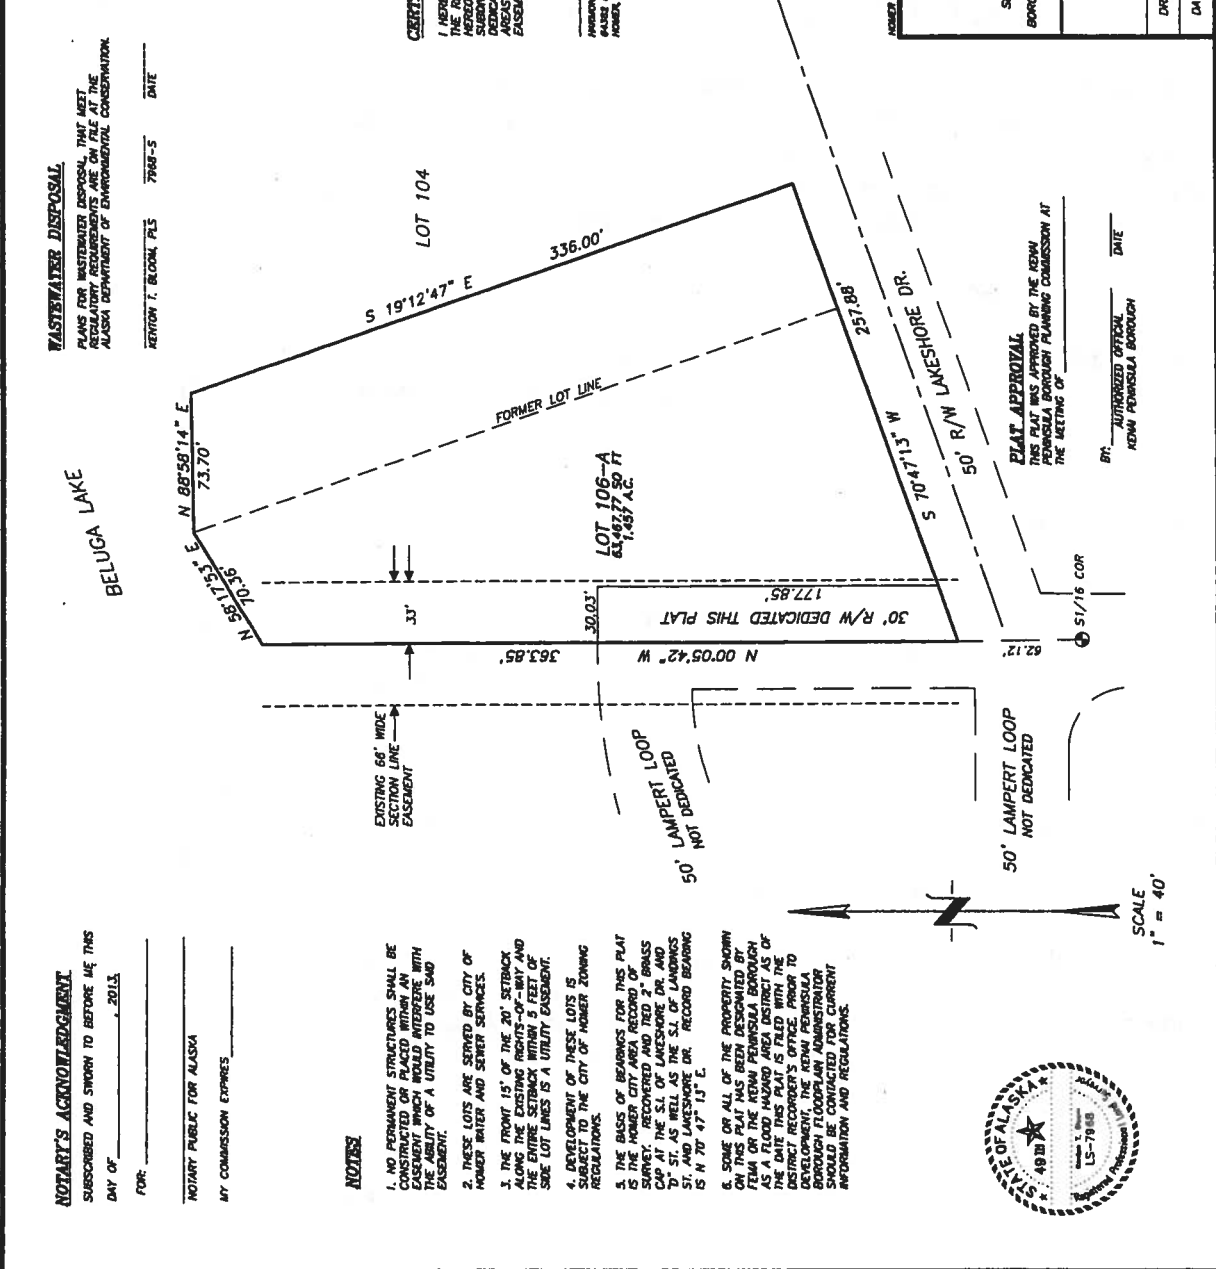 WASTEWATER DISPOSAL
PLANS FOR WASTEWATER DISPOSAL, THAT MEET
REGULATORY REQUIREMENTS ARE ON FILE AT THE
ALASKA DEPARTMENT OF ENVIRONMENTAL CONSERVATION.
KENTON T. BLOOM, PLS 7968-S DATE
CERT
I HERE
THE R
HEREO
SUBDI
DEDIC
AREAS
EASEM
HOMER,
HOMER
S
BORO
DR
DA
BELUGA LAKE
N 58°17'53" E
70.36'
N 88°58'14" E
73.70'
S 19°12'47" E
336.00'
LOT 104
FORMER LOT LINE
LOT 106-A
63,467.77 SQ FT
1.457 A.C.
257.88'
S 70°47'13" W
50' R/W LAKESHORE DR.
33'
30.03'
177.85'
30' R/W DEDICATED THIS PLAT
N 00°05'42" W
363.85'
62.12'
S1/16 COR
EXISTING 66' WIDE
SECTION LINE
EASEMENT
50' LAMPERT LOOP
NOT DEDICATED
50' LAMPERT LOOP
NOT DEDICATED
PLAT APPROVAL
THIS PLAT WAS APPROVED BY THE KENAI
PENINSULA BOROUGH PLANNING COMMISSION AT
THE MEETING OF
BY:
AUTHORIZED OFFICIAL DATE
KENAI PENINSULA BOROUGH
N
SCALE
1" = 40'
NOTARY'S ACKNOWLEDGMENT
SUBSCRIBED AND SWORN TO BEFORE ME THIS
DAY OF , 2013
FOR:
NOTARY PUBLIC FOR ALASKA
MY COMMISSION EXPIRES
NOTES
1. NO PERMANENT STRUCTURES SHALL BE
CONSTRUCTED OR PLACED WITHIN AN
EASEMENT WHICH WOULD INTERFERE WITH
THE ABILITY OF A UTILITY TO USE SAID
EASEMENT.
2. THESE LOTS ARE SERVED BY CITY OF
HOMER WATER AND SEWER SERVICES.
3. THE FRONT 15' OF THE 20' SETBACK
ALONG THE EXISTING RIGHTS-OF-WAY AND
THE ENTIRE SETBACK WITHIN 5 FEET OF
SIDE LOT LINES IS A UTILITY EASEMENT.
4. DEVELOPMENT OF THESE LOTS IS
SUBJECT TO THE CITY OF HOMER ZONING
REGULATIONS.
5. THE BASIS OF BEARINGS FOR THIS PLAT
IS THE HOMER CITY AREA RECORD OF
SURVEY. RECOVERED AND TIED 2" BRASS
CAP AT THE S.I. OF LAKESHORE DR. AND
"D" ST. AS WELL AS THE S.I. OF LANDINGS
ST. AND LAKESHORE DR. RECORD BEARING
IS N 70° 47' 13" E.
6. SOME OR ALL OF THE PROPERTY SHOWN
ON THIS PLAT HAS BEEN DESIGNATED BY
FEMA OR THE KENAI PENINSULA BOROUGH
AS A FLOOD HAZARD AREA DISTRICT AS OF
THE DATE THIS PLAT IS FILED WITH THE
DISTRICT RECORDER'S OFFICE. PRIOR TO
DEVELOPMENT, THE KENAI PENINSULA
BOROUGH FLOODPLAIN ADMINISTRATOR
SHOULD BE CONTACTED FOR CURRENT
INFORMATION AND REGULATIONS.
STATE OF ALASKA
49th
LS-7968
Registered Professional Land Surveyor